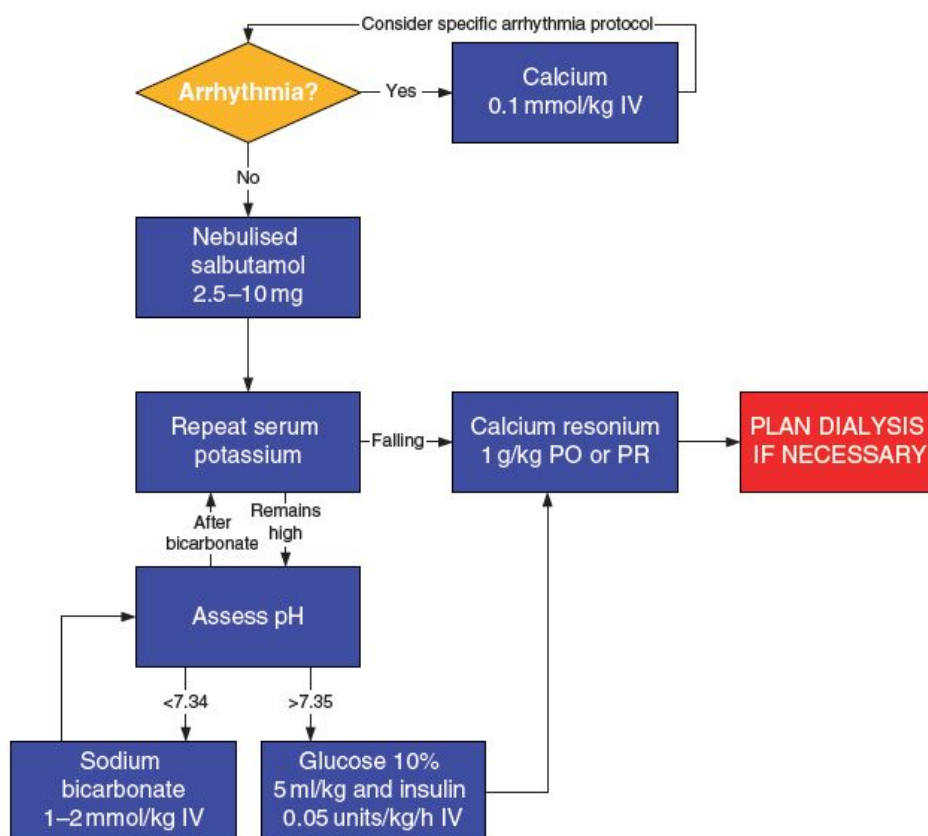 Consider specific arrhythmia protocol
Arrhythmia?
Yes
Calcium
0.1 mmol/kg IV
No
Nebulised
salbutamol
2.5–10 mg
Repeat serum
potassium
Falling
Calcium resonium
1 g/kg PO or PR
PLAN DIALYSIS
IF NECESSARY
After
bicarbonate
Remains
high
Assess pH
<7.34
>7.35
Sodium
bicarbonate
1–2 mmol/kg IV
Glucose 10%
5 ml/kg and insulin
0.05 units/kg/h IV